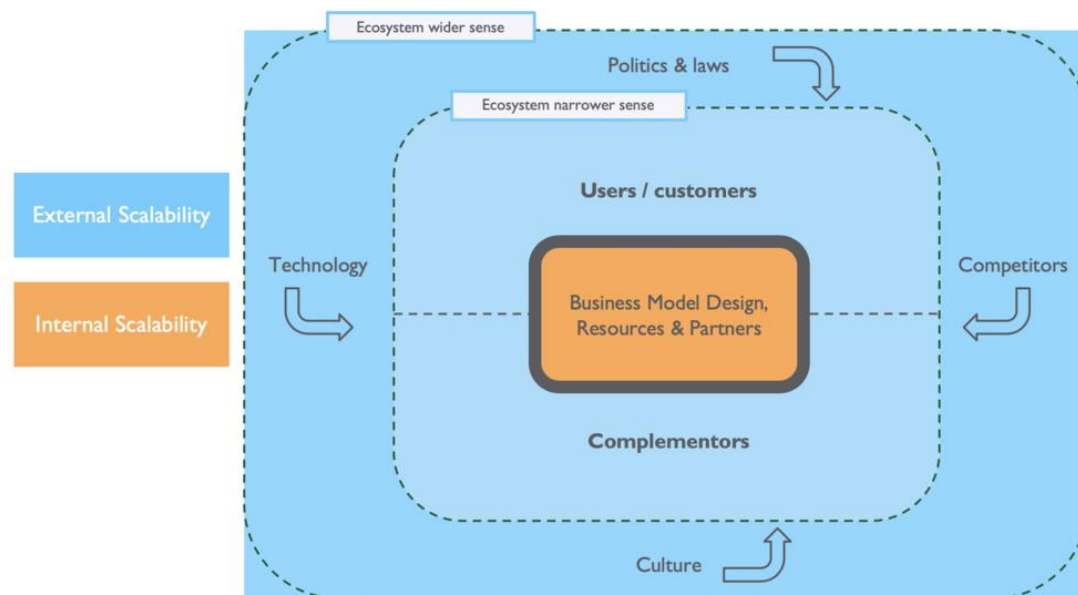 Ecosystem wider sense
Politics & laws
Ecosystem narrower sense
Users / customers
External Scalability
Technology
Competitors
Business Model Design,
Resources & Partners
Internal Scalability
Complementors
Culture